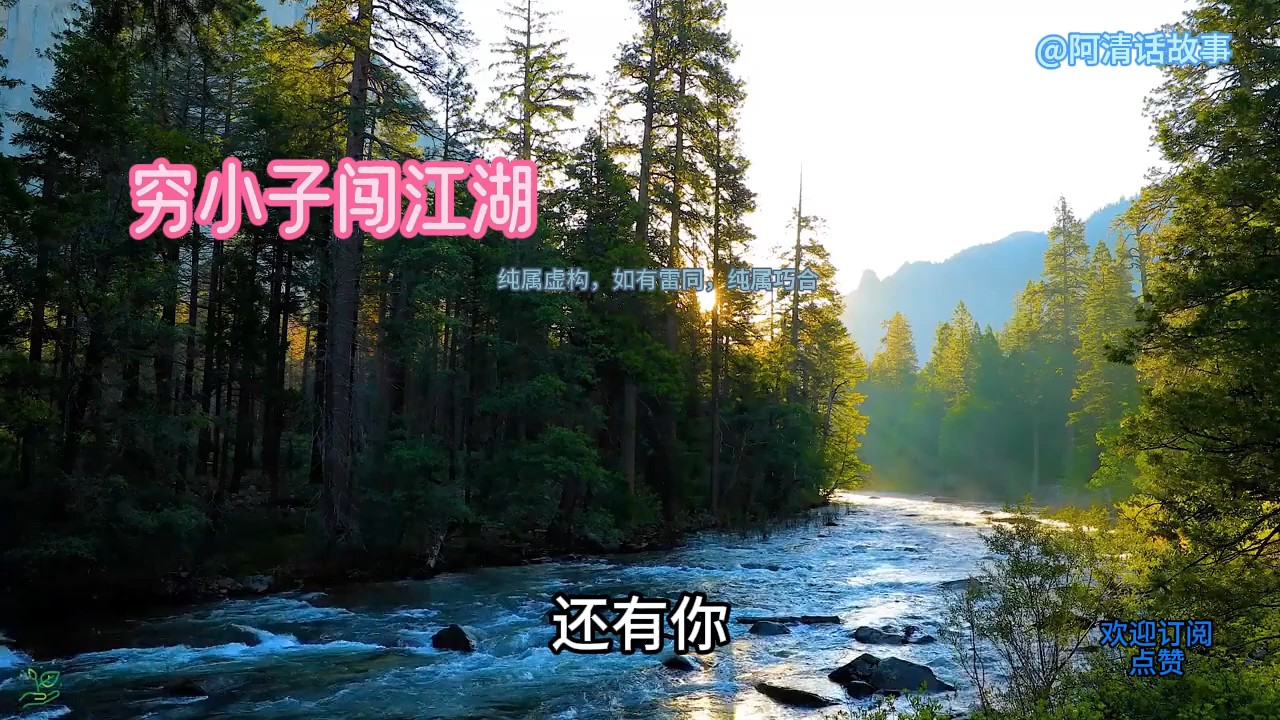 @阿清话故事
穷小子闯江湖
纯属虚构，如有雷同，纯属巧合
还有你
欢迎订阅
点赞